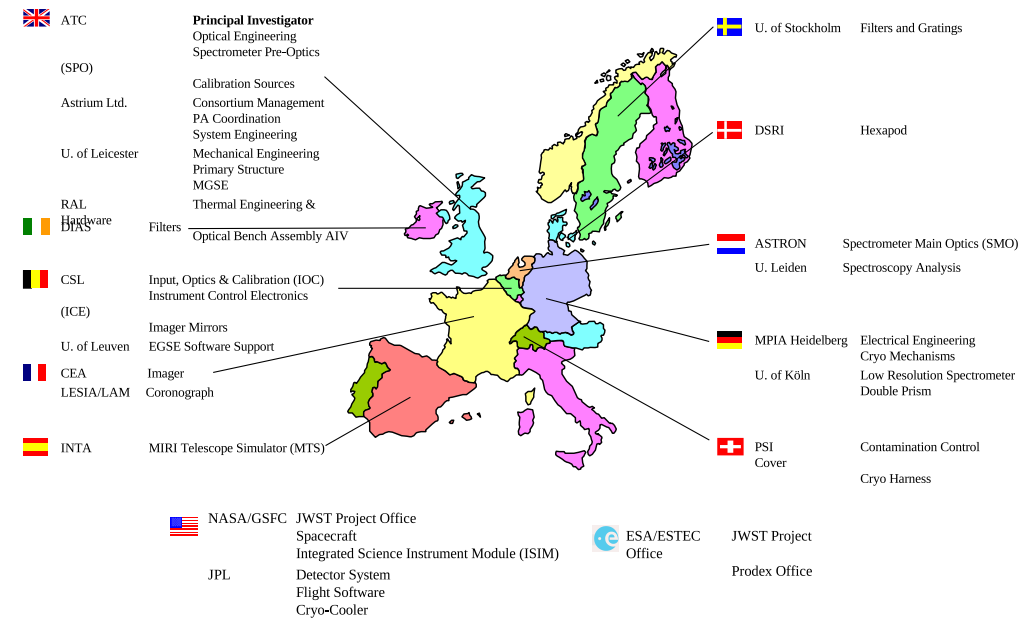 ATC Principal Investigator
Optical Engineering
Spectrometer Pre-Optics
(SPO)
Calibration Sources
Astrium Ltd. Consortium Management
PA Coordination
System Engineering
U. of Leicester Mechanical Engineering
Primary Structure
MGSE
RAL Thermal Engineering &
Hardware
Optical Bench Assembly AIV
DIAS Filters
CSL Input, Optics & Calibration (IOC)
Instrument Control Electronics
(ICE)
Imager Mirrors
U. of Leuven EGSE Software Support
CEA Imager
LESIA/LAM Coronograph
INTA MIRI Telescope Simulator (MTS)
U. of Stockholm Filters and Gratings
DSRI Hexapod
ASTRON Spectrometer Main Optics (SMO)
U. Leiden Spectroscopy Analysis
MPIA Heidelberg Electrical Engineering
Cryo Mechanisms
U. of Köln Low Resolution Spectrometer
Double Prism
PSI Contamination Control
Cover
Cryo Harness
NASA/GSFC JWST Project Office
Spacecraft
Integrated Science Instrument Module (ISIM)
JPL Detector System
Flight Software
Cryo-Cooler
ESA/ESTEC JWST Project
Office
Prodex Office